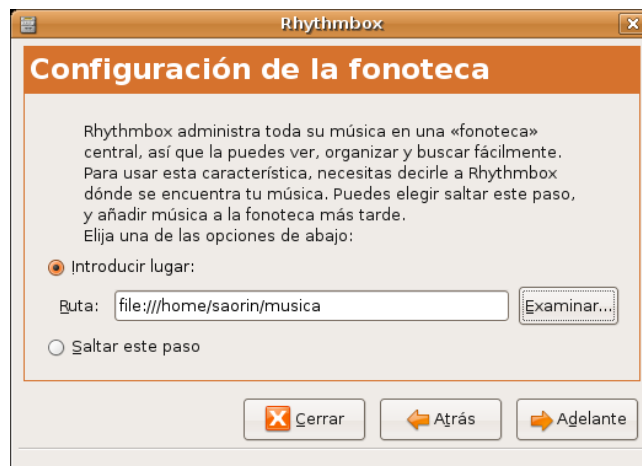 Rhythmbox
Configuración de la fonoteca
Rhythmbox administra toda su música en una «fonoteca»
central, así que la puedes ver, organizar y buscar fácilmente.
Para usar esta característica, necesitas decirle a Rhythmbox
dónde se encuentra tu música. Puedes elegir saltar este paso,
y añadir música a la fonoteca más tarde.
Elija una de las opciones de abajo:
Introducir lugar:
Ruta: file:///home/saorin/musica Examinar...
Saltar este paso
Cerrar Atrás Adelante